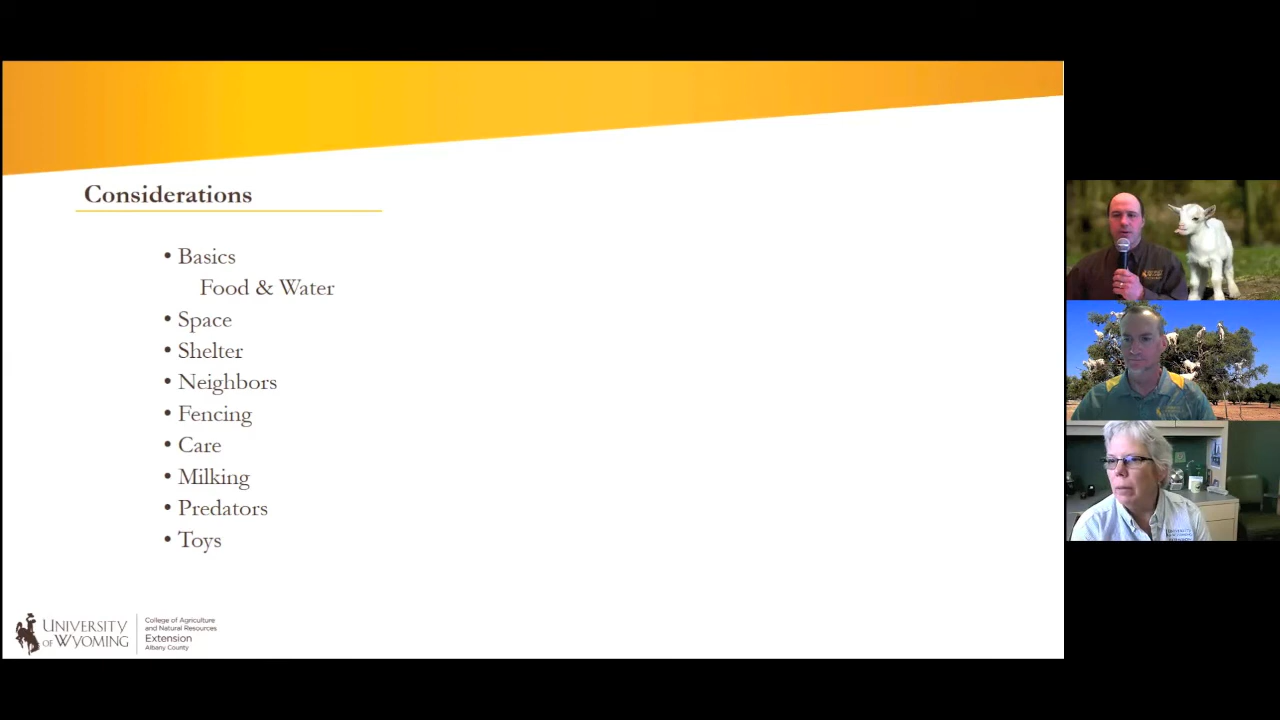 Considerations
• Basics
Food & Water
• Space
• Shelter
• Neighbors
• Fencing
• Care
• Milking
• Predators
• Toys
UNIVERSITY
OF WYOMING
College of Agriculture
and Natural Resources
Extension
Albany County